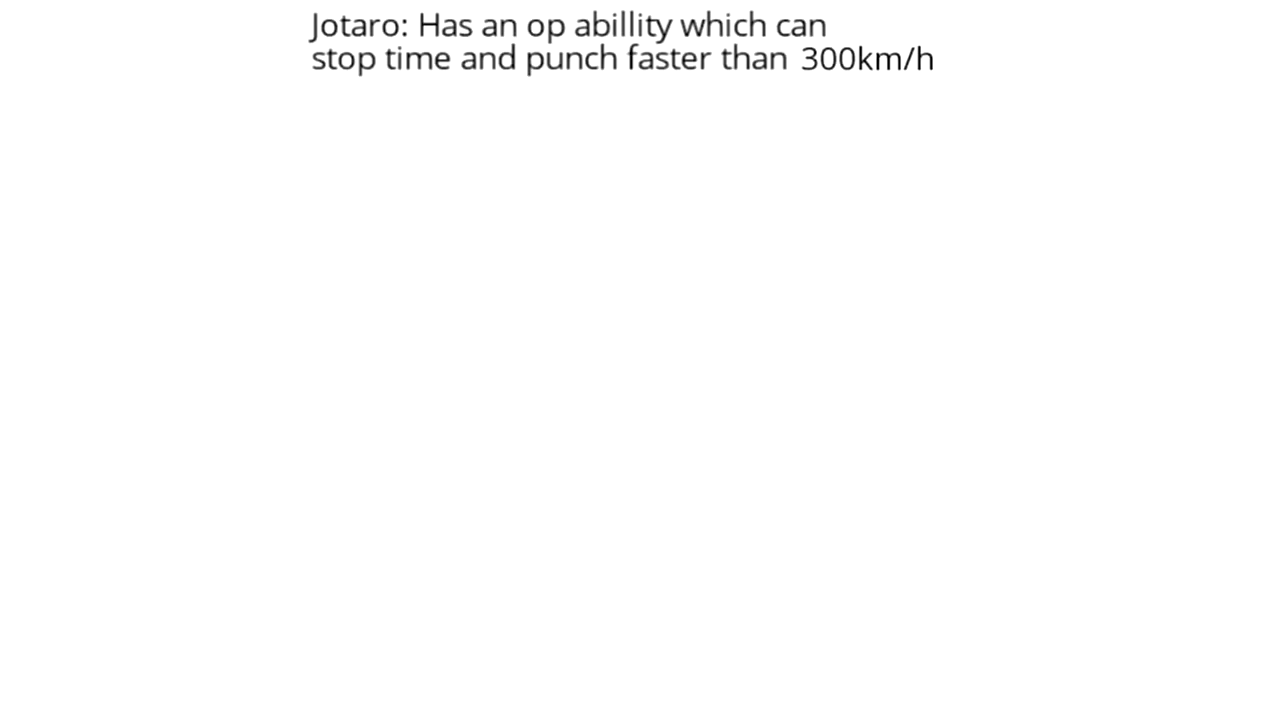 Jotaro: Has an op abillity which can
stop time and punch faster than 300km/h